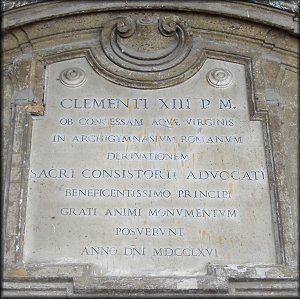 CLEMENTI XIII P M
OB CONCESSAM AQVÆ VIRGINIS
IN ARCHIGYMNASIVM ROMANVM
DERIVATIONEM
SACRI CONSISTORII ADVOCATI
BENEFICENTISSIMO PRINCIPI
GRATI ANIMI MONVMENTVM
POSVERVNT
ANNO DNI MDCCLXVI